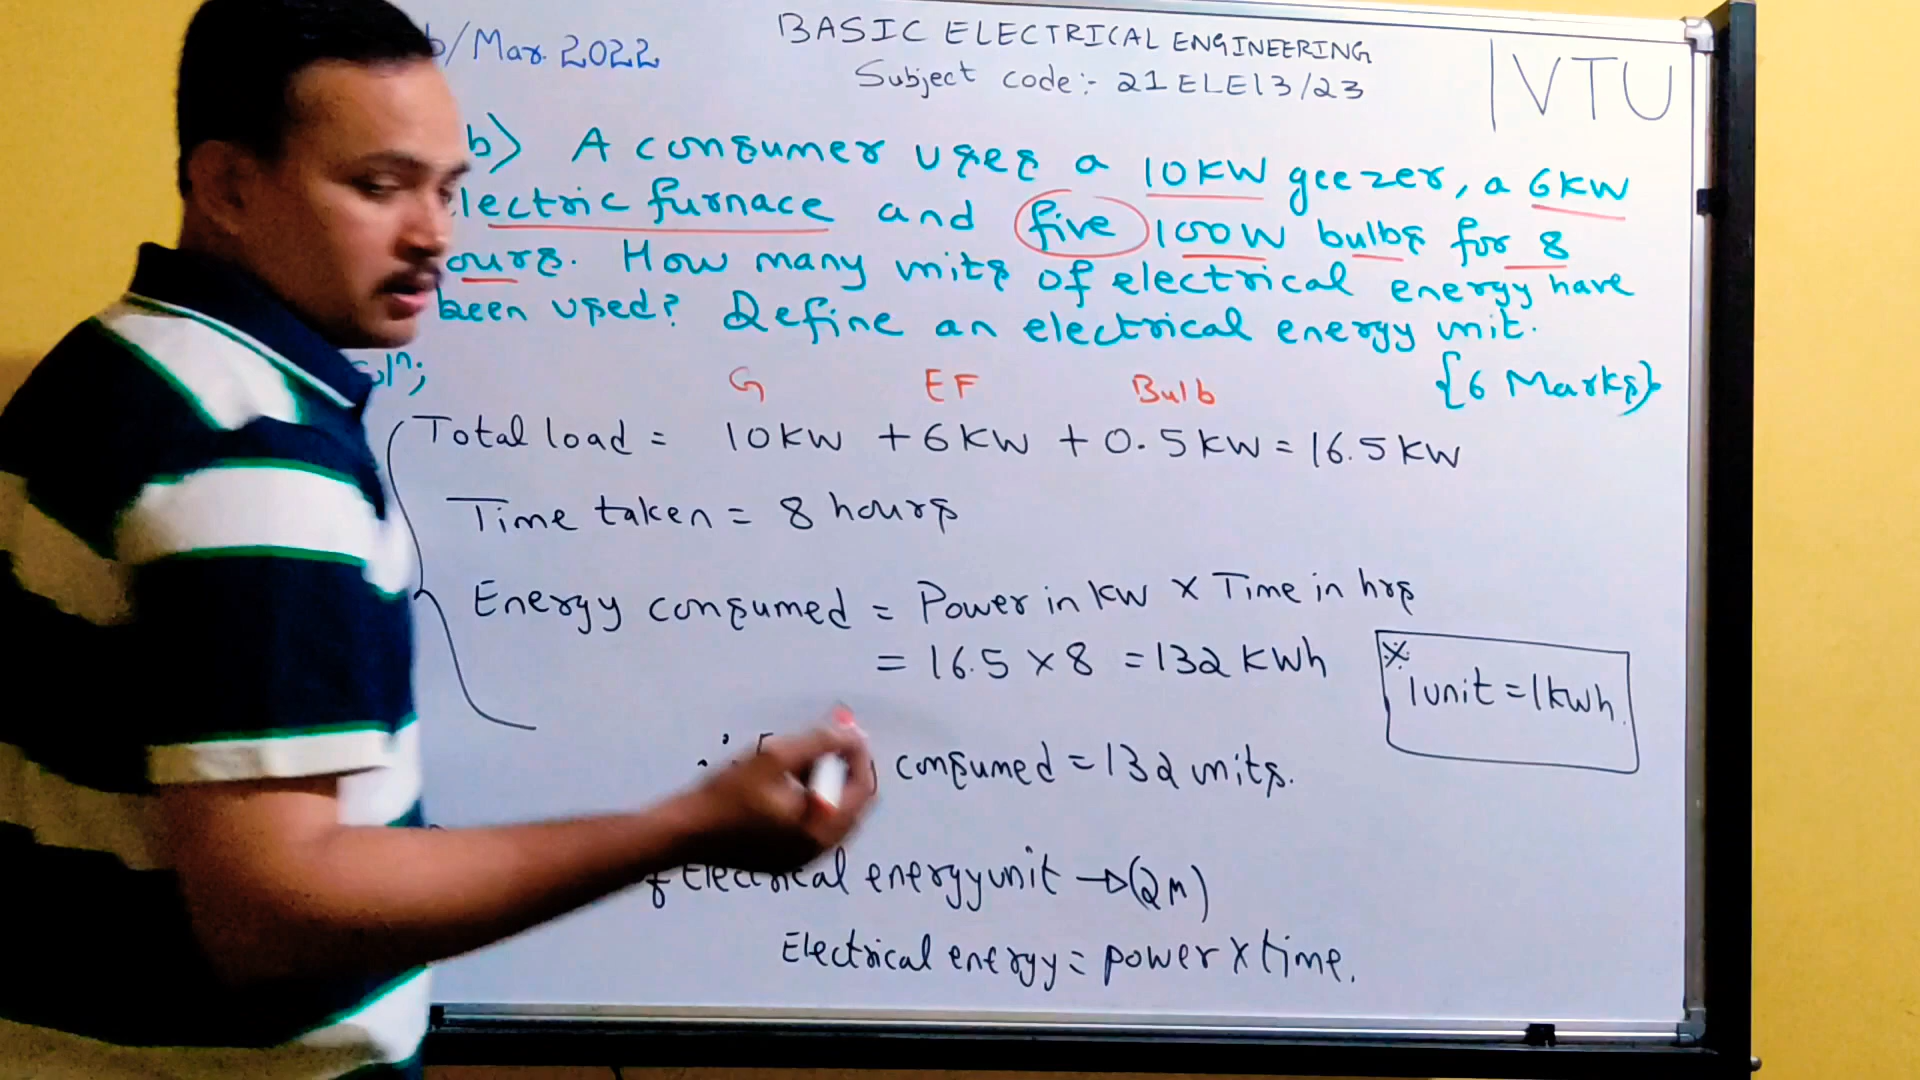 b/Mar. 2022
BASIC ELECTRICAL ENGINEERING
Subject code:- 21ELE13/23
VTU
b) A consumer uses a 10KW geezer, a 6KW
lectric furnace and five 100W bulbs for 8
ours. How many units of electrical energy have
been used? Define an electrical energy unit.
{6 Marks}
oln;
G EF Bulb
Total load = 10KW + 6KW + 0.5KW = 16.5KW
Time taken = 8 hours
Energy consumed = Power in KW X Time in hrs
= 16.5 X 8 = 132 KWh
1unit = 1kWh.
consumed = 132 units.
f Electrical energy unit → (2M)
Electrical energy = power X time.